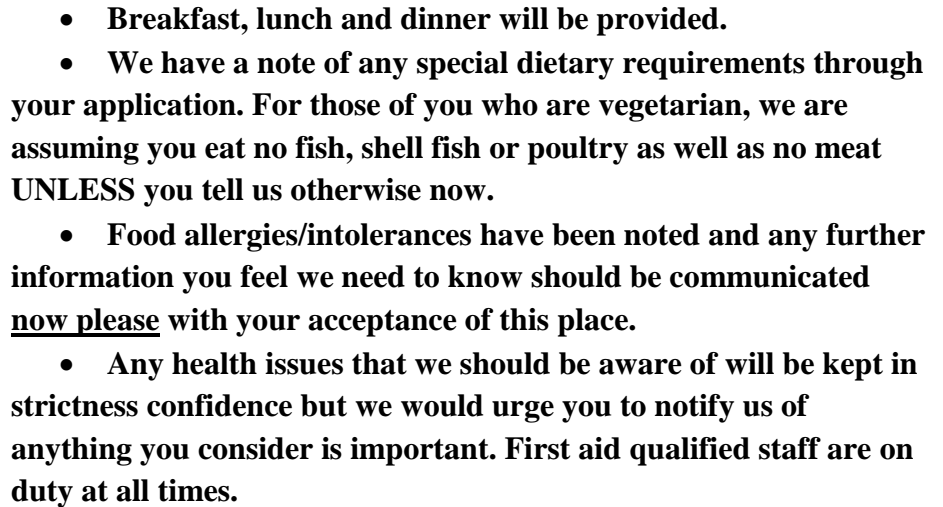 • Breakfast, lunch and dinner will be provided.
• We have a note of any special dietary requirements through
your application. For those of you who are vegetarian, we are
assuming you eat no fish, shell fish or poultry as well as no meat
UNLESS you tell us otherwise now.
• Food allergies/intolerances have been noted and any further
information you feel we need to know should be communicated
now please with your acceptance of this place.
• Any health issues that we should be aware of will be kept in
strictness confidence but we would urge you to notify us of
anything you consider is important. First aid qualified staff are on
duty at all times.